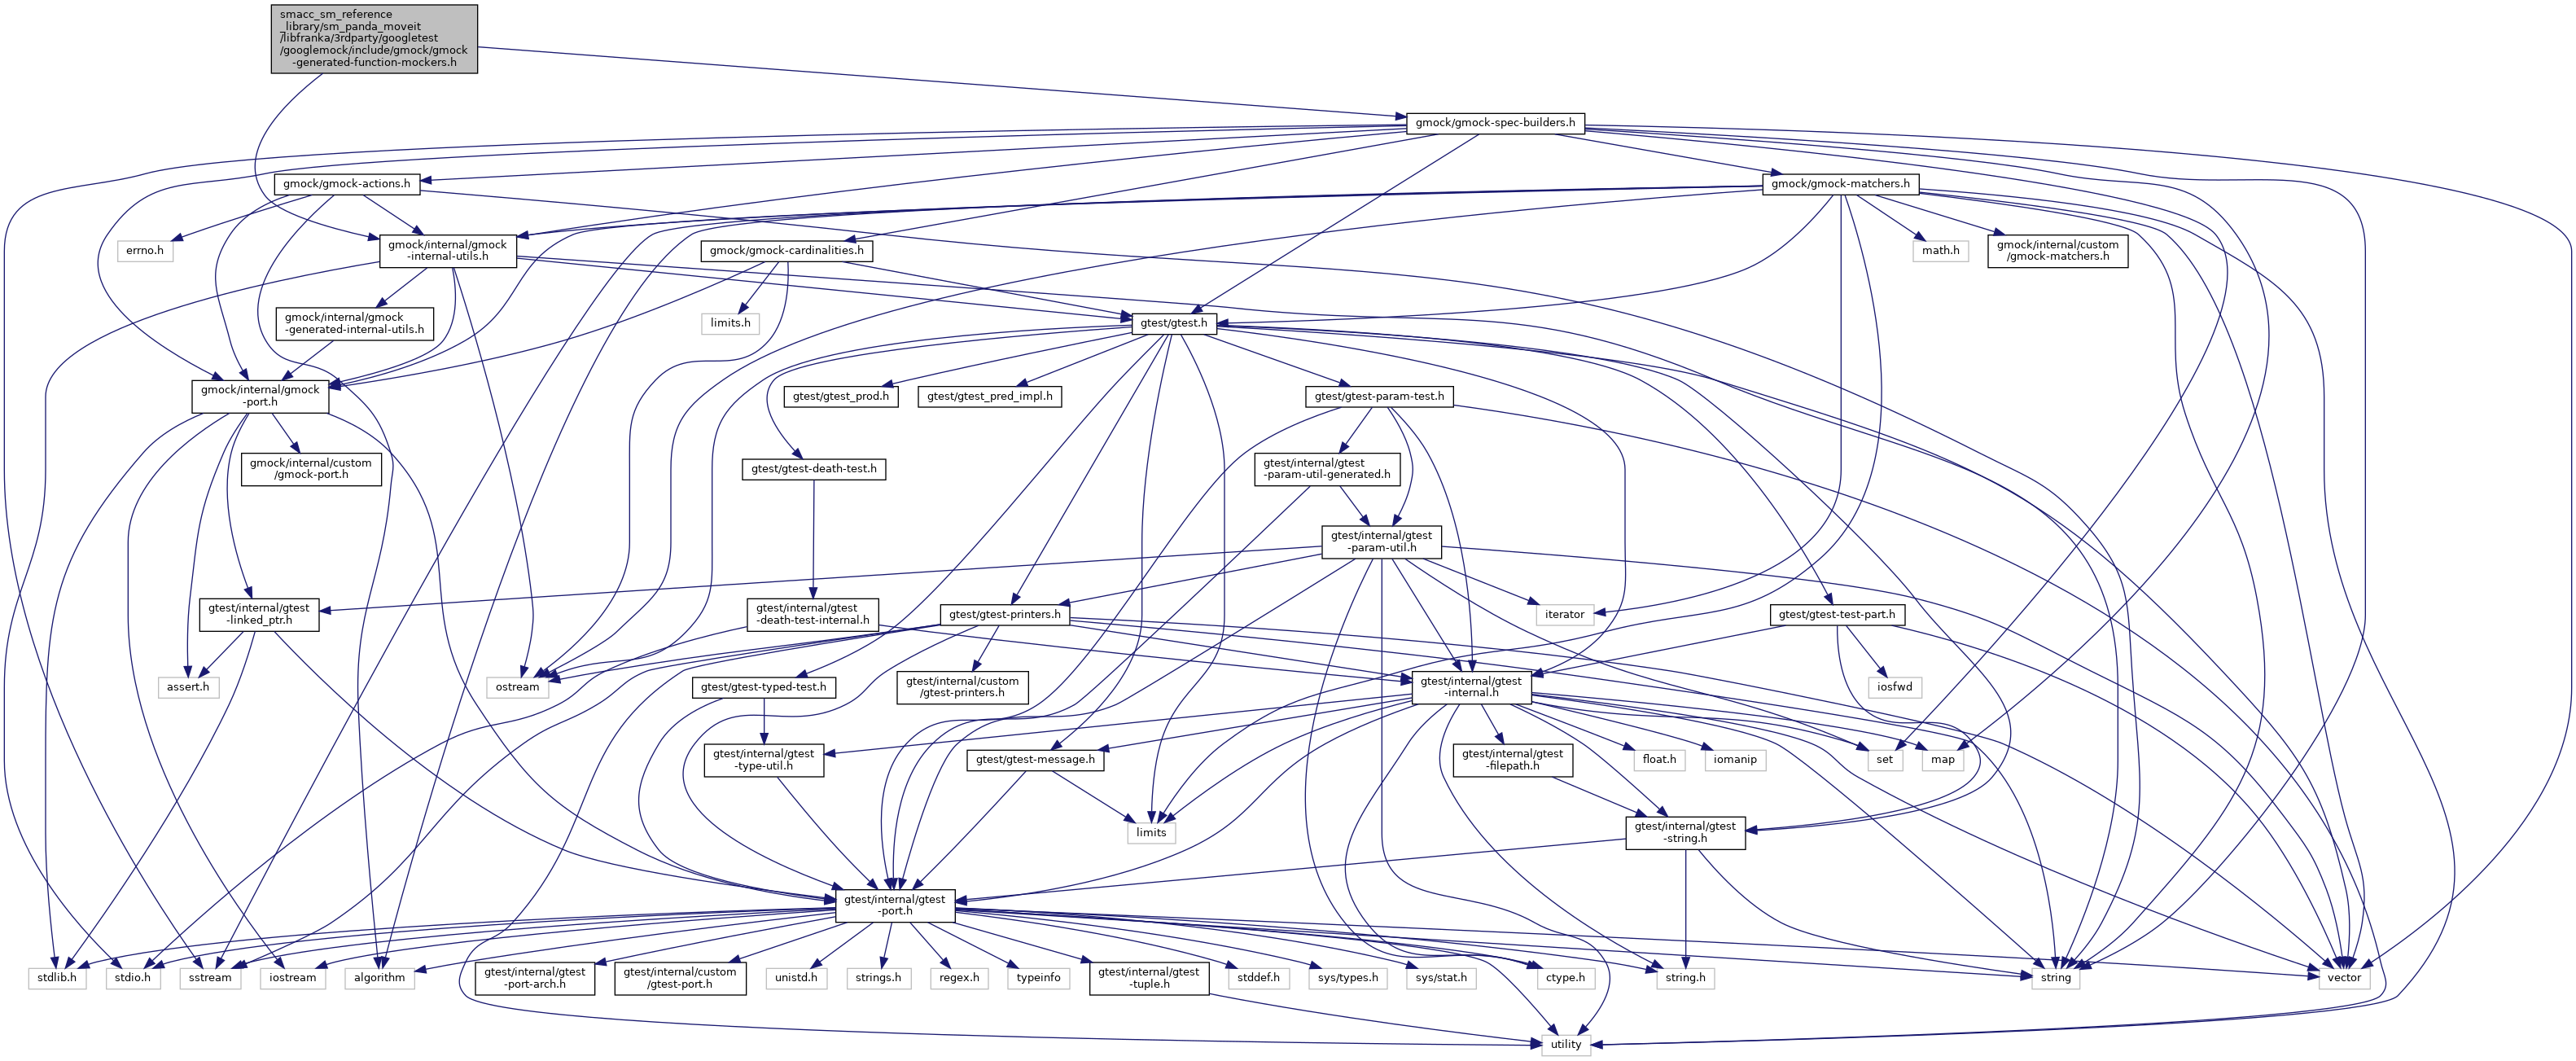 smacc_sm_reference
_library/sm_panda_moveit
/libfranka/3rdparty/googletest
/googlemock/include/gmock/gmock
-generated-function-mockers.h
gmock/gmock-spec-builders.h
gmock/gmock-actions.h
gmock/gmock-matchers.h
errno.h
gmock/internal/gmock
-internal-utils.h
gmock/gmock-cardinalities.h
math.h
gmock/internal/custom
/gmock-matchers.h
gmock/internal/gmock
-generated-internal-utils.h
limits.h
gtest/gtest.h
gmock/internal/gmock
-port.h
gtest/gtest_prod.h
gtest/gtest_pred_impl.h
gtest/gtest-param-test.h
gmock/internal/custom
/gmock-port.h
gtest/gtest-death-test.h
gtest/internal/gtest
-param-util-generated.h
gtest/internal/gtest
-param-util.h
gtest/internal/gtest
-linked_ptr.h
gtest/internal/gtest
-death-test-internal.h
gtest/gtest-printers.h
iterator
gtest/gtest-test-part.h
assert.h
ostream
gtest/gtest-typed-test.h
gtest/internal/custom
/gtest-printers.h
gtest/internal/gtest
-internal.h
iosfwd
gtest/internal/gtest
-type-util.h
gtest/gtest-message.h
gtest/internal/gtest
-filepath.h
float.h
iomanip
set
map
limits
gtest/internal/gtest
-string.h
gtest/internal/gtest
-port.h
stdlib.h
stdio.h
sstream
iostream
algorithm
gtest/internal/gtest
-port-arch.h
gtest/internal/custom
/gtest-port.h
unistd.h
strings.h
regex.h
typeinfo
gtest/internal/gtest
-tuple.h
stddef.h
sys/types.h
sys/stat.h
ctype.h
string.h
string
vector
utility